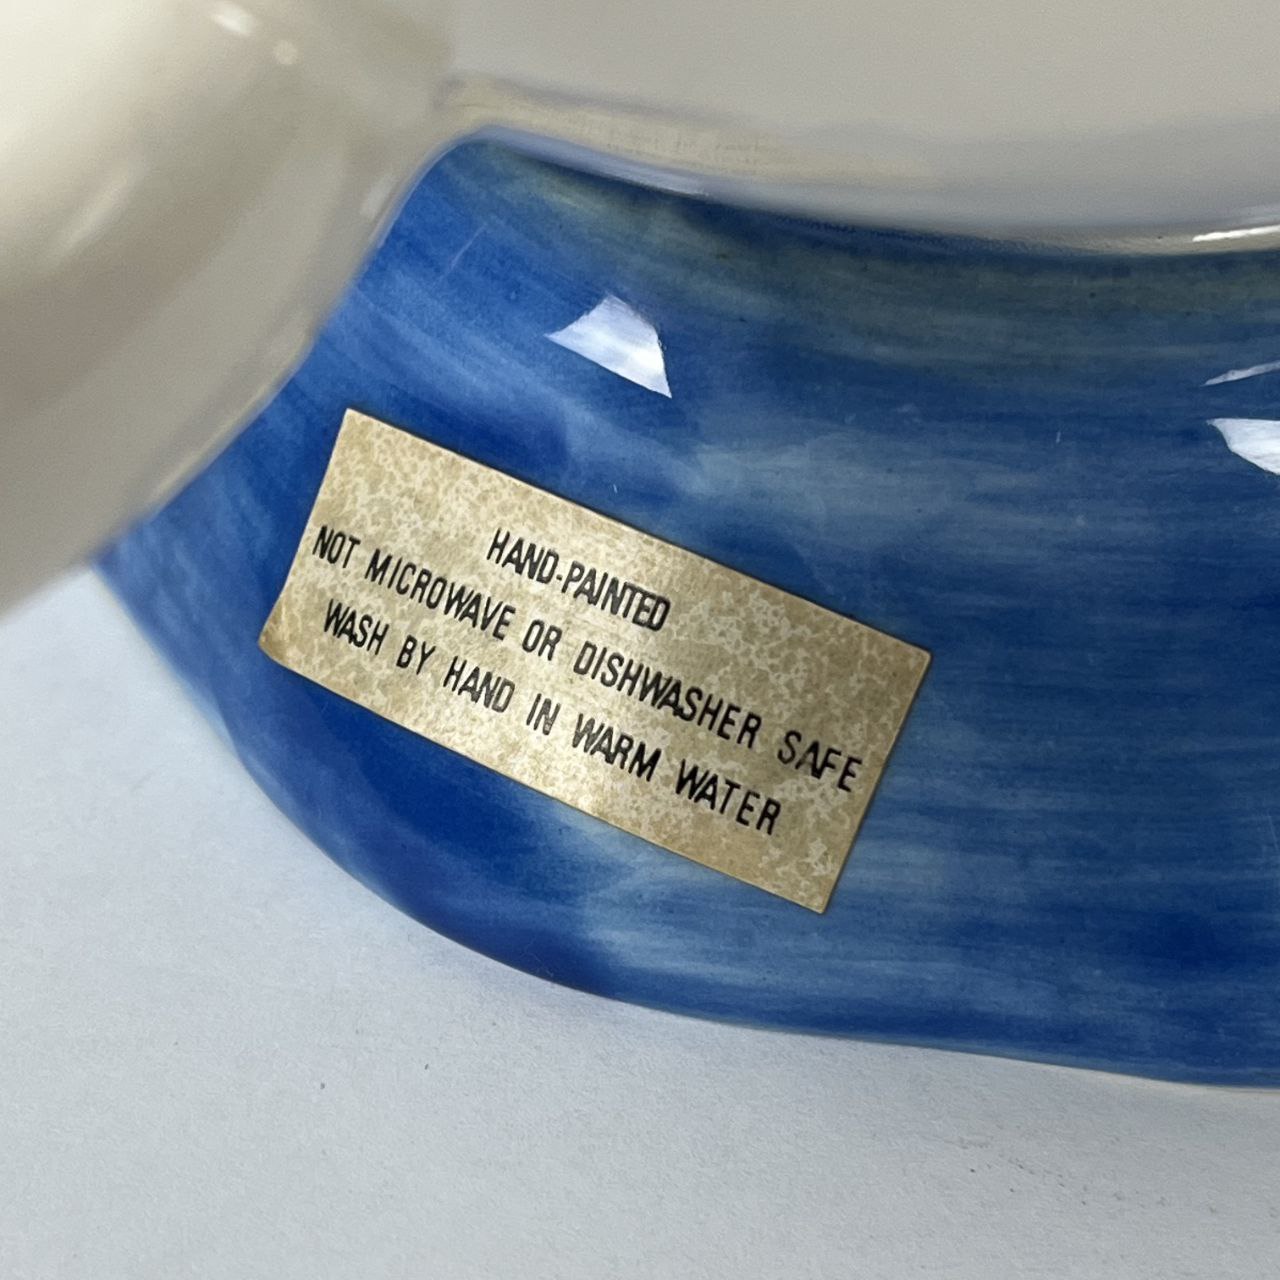 HAND-PAINTED
NOT MICROWAVE OR DISHWASHER SAFE
WASH BY HAND IN WARM WATER